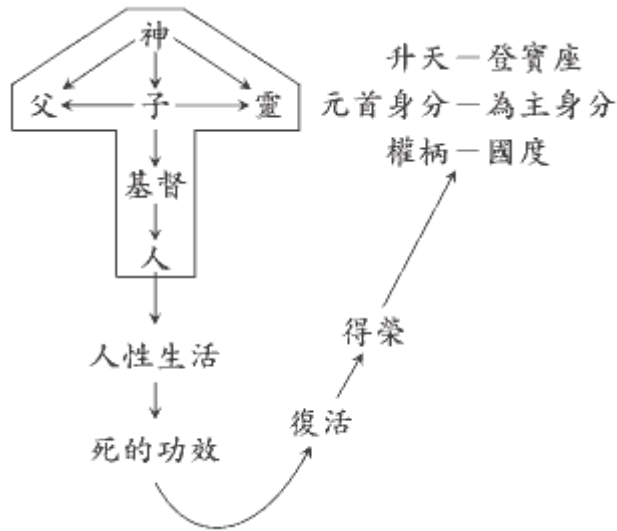 神
父 子 靈
基督
人
人性生活
死的功效
復活
得榮
升天－登寶座
元首身分－為主身分
權柄－國度